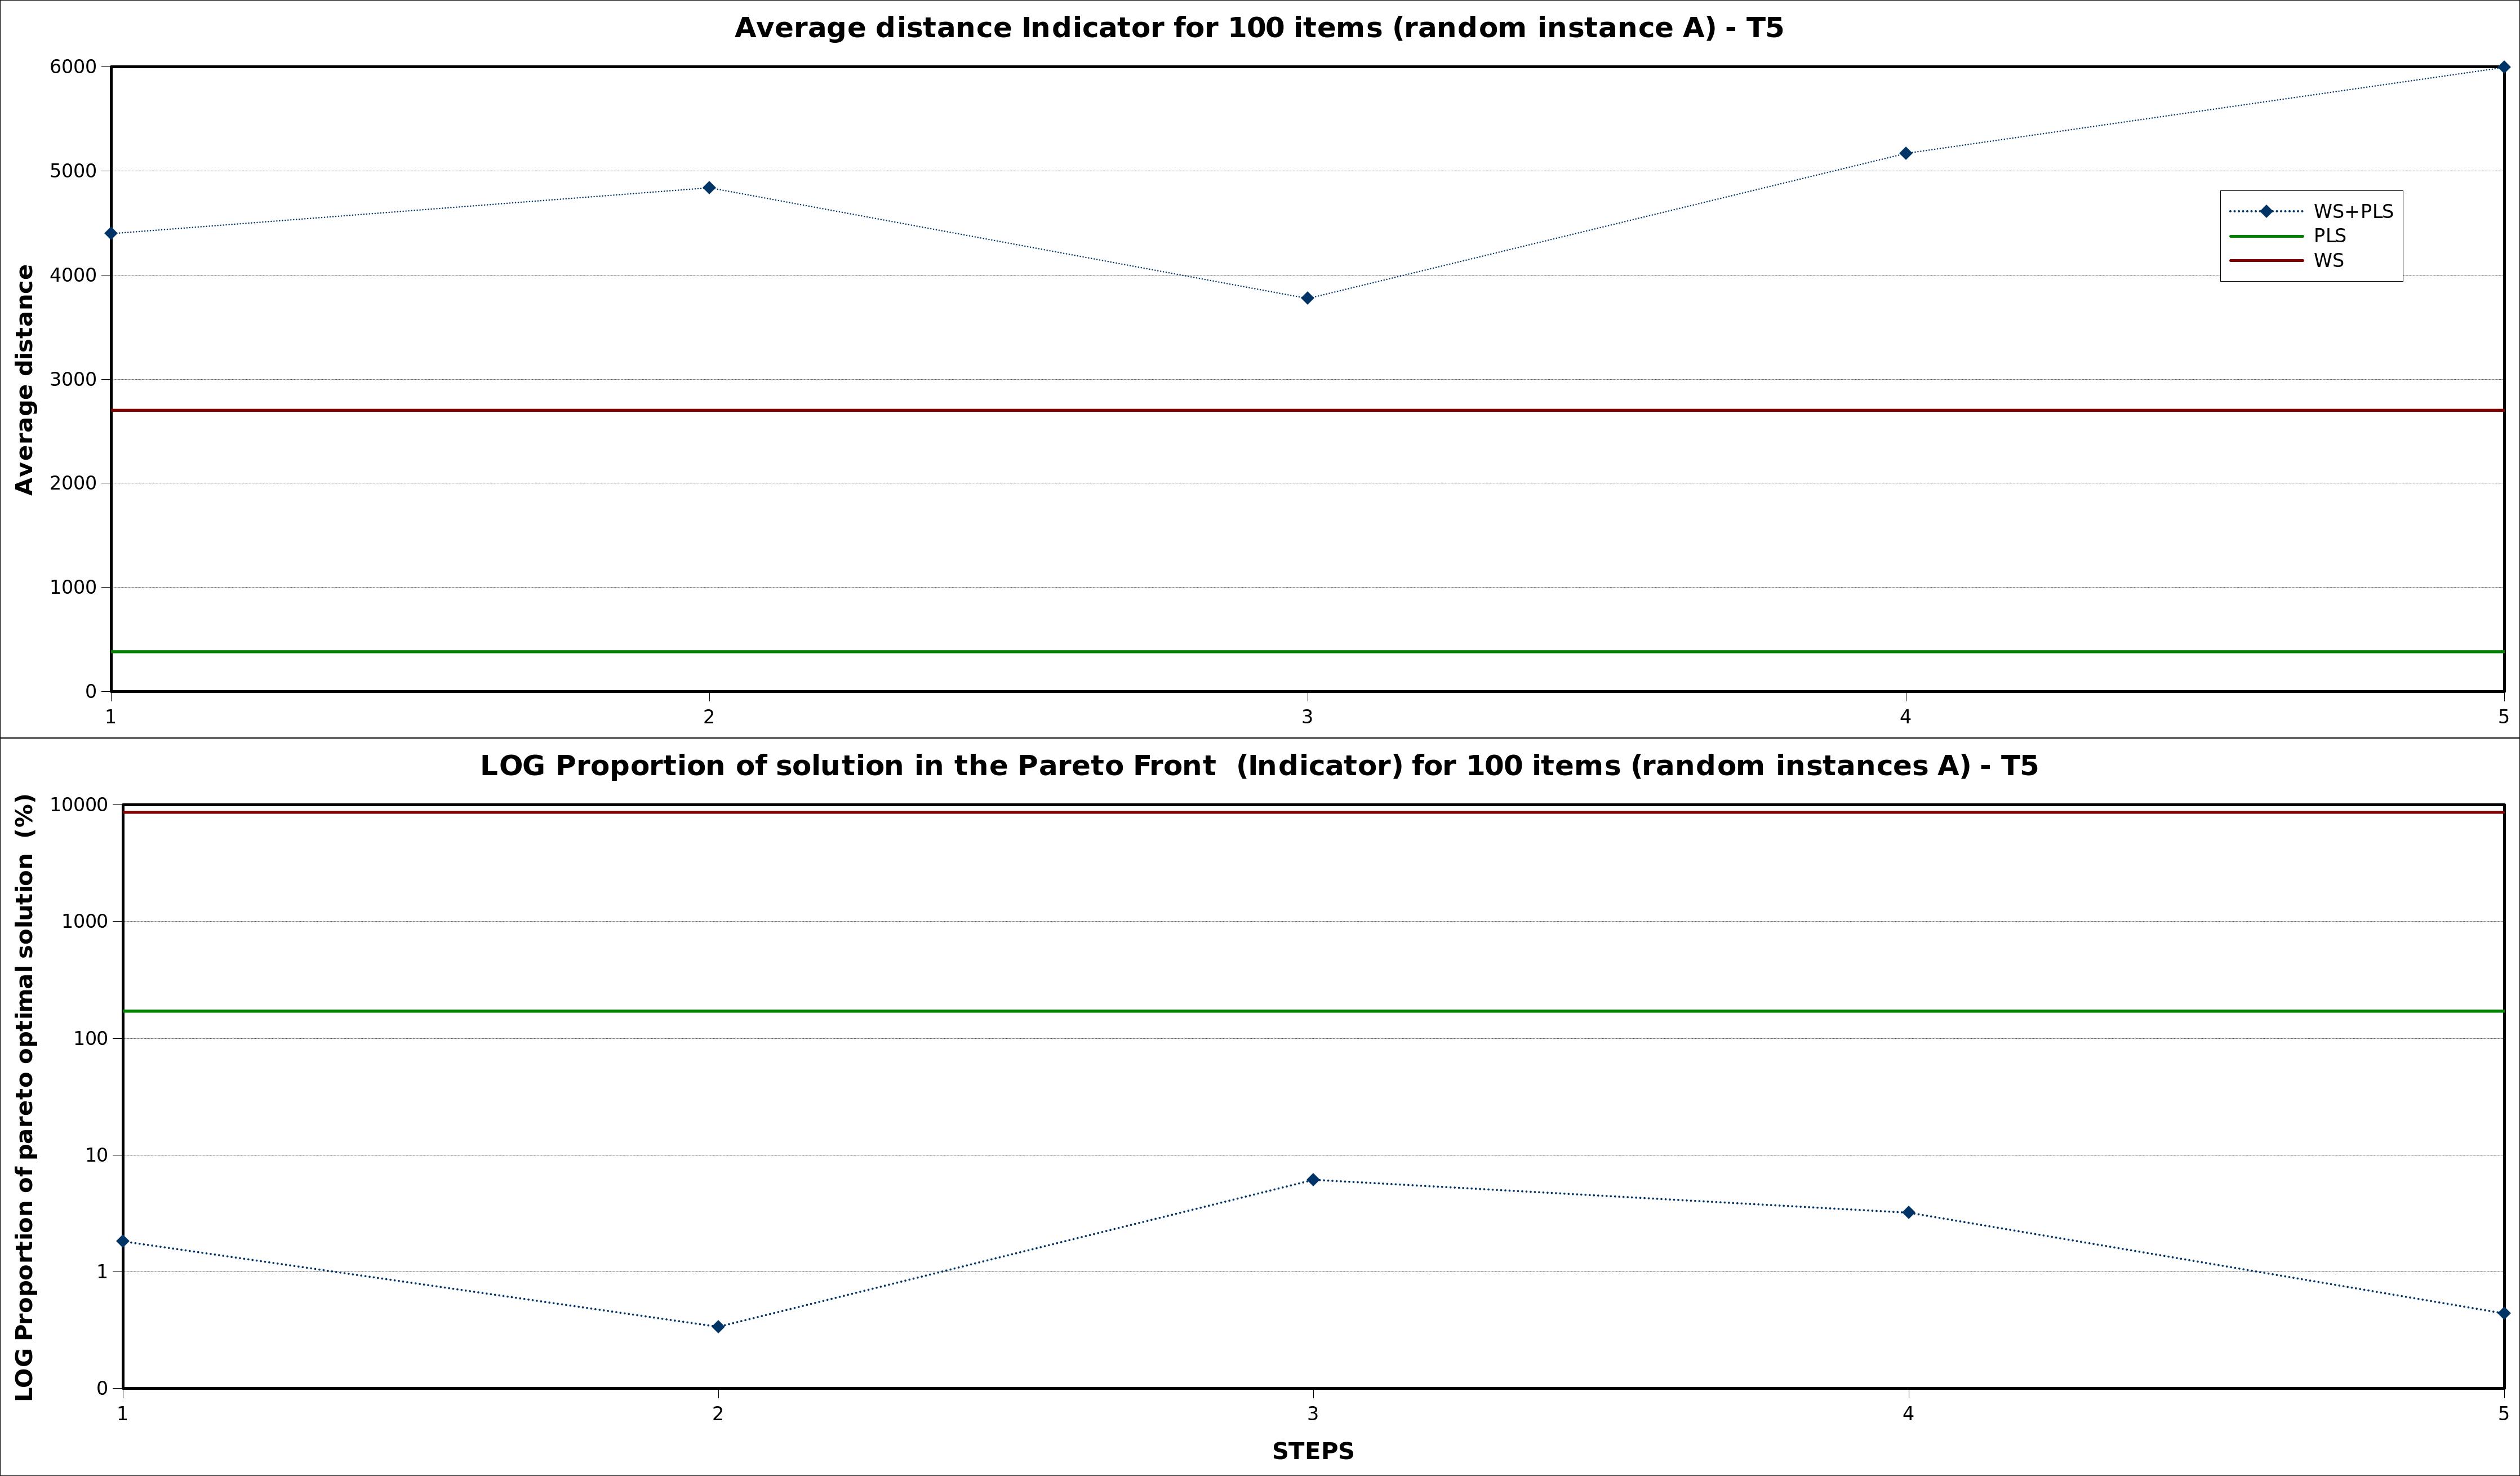 Average distance Indicator for 100 items (random instance A) - T5
6000
5000
4000
3000
2000
1000
0
Average distance
1 2 3 4 5
WS+PLS
PLS
WS
LOG Proportion of solution in the Pareto Front  (Indicator) for 100 items (random instances A) - T5
10000
1000
100
10
1
0
LOG Proportion of pareto optimal solution  (%)
1 2 3 4 5
STEPS